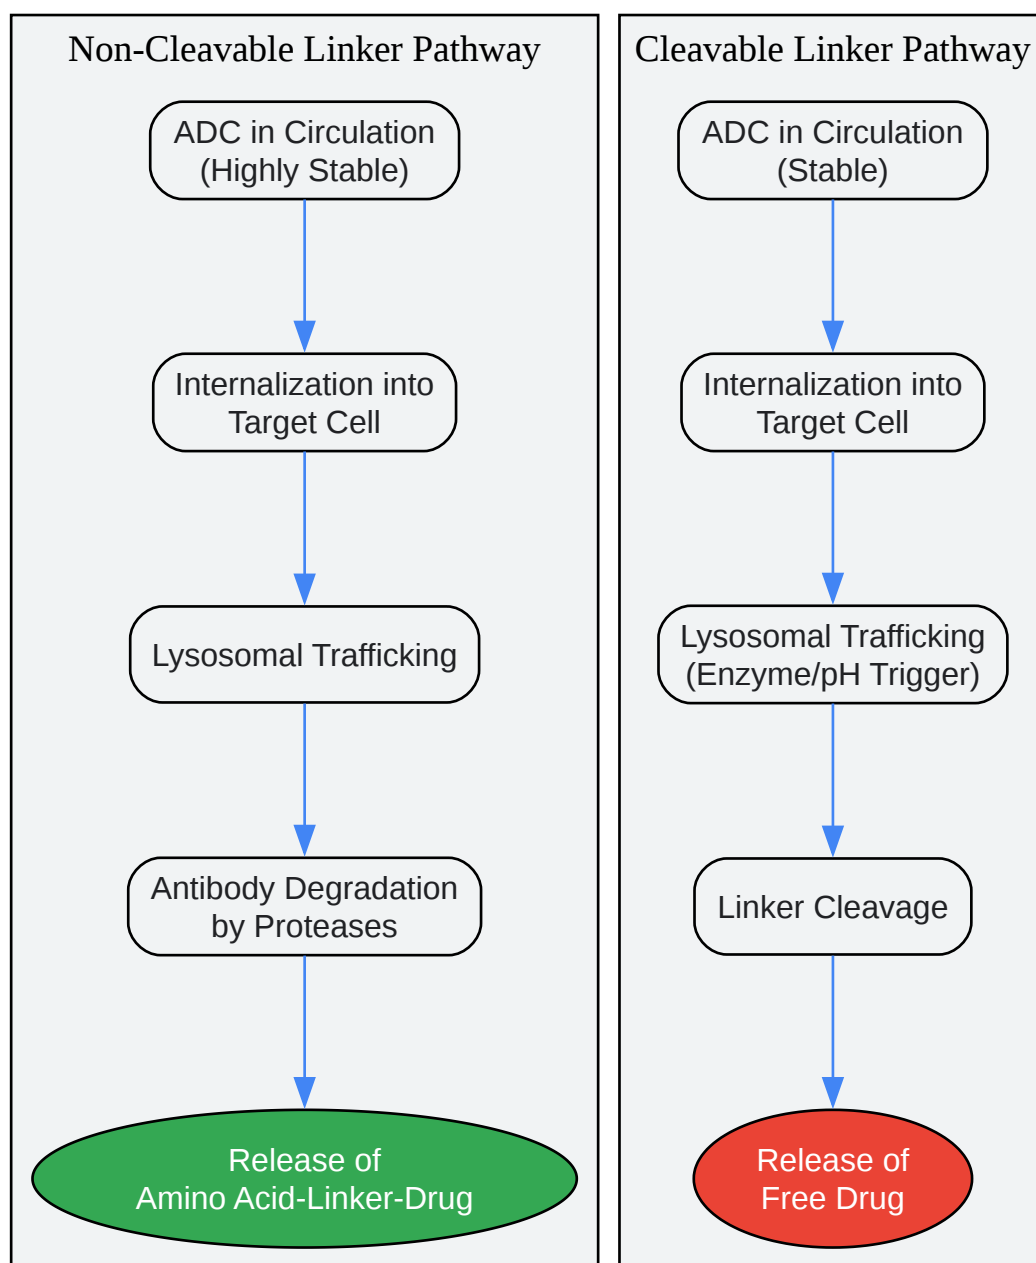 Non-Cleavable Linker Pathway
ADC in Circulation
(Highly Stable)
Internalization into
Target Cell
Lysosomal Trafficking
Antibody Degradation
by Proteases
Release of
Amino Acid-Linker-Drug
Cleavable Linker Pathway
ADC in Circulation
(Stable)
Internalization into
Target Cell
Lysosomal Trafficking
(Enzyme/pH Trigger)
Linker Cleavage
Release of
Free Drug